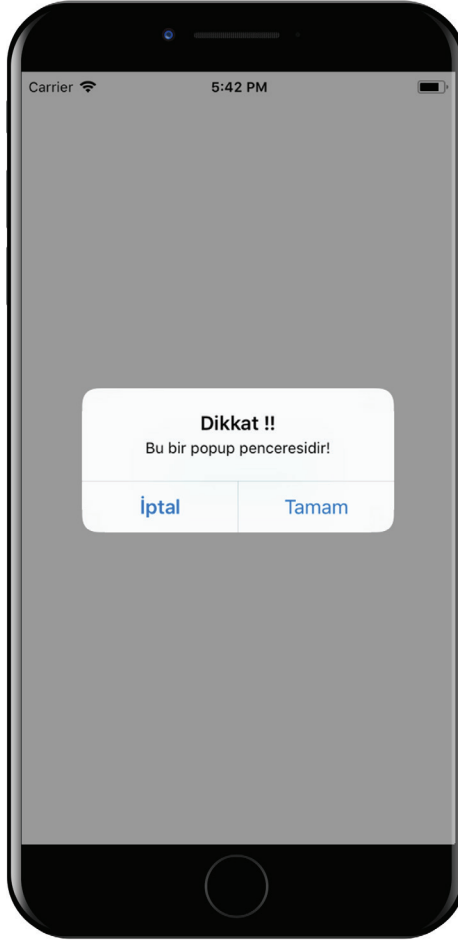 Carrier
5:42 PM
Dikkat !!
Bu bir popup penceresidir!
İptal
Tamam